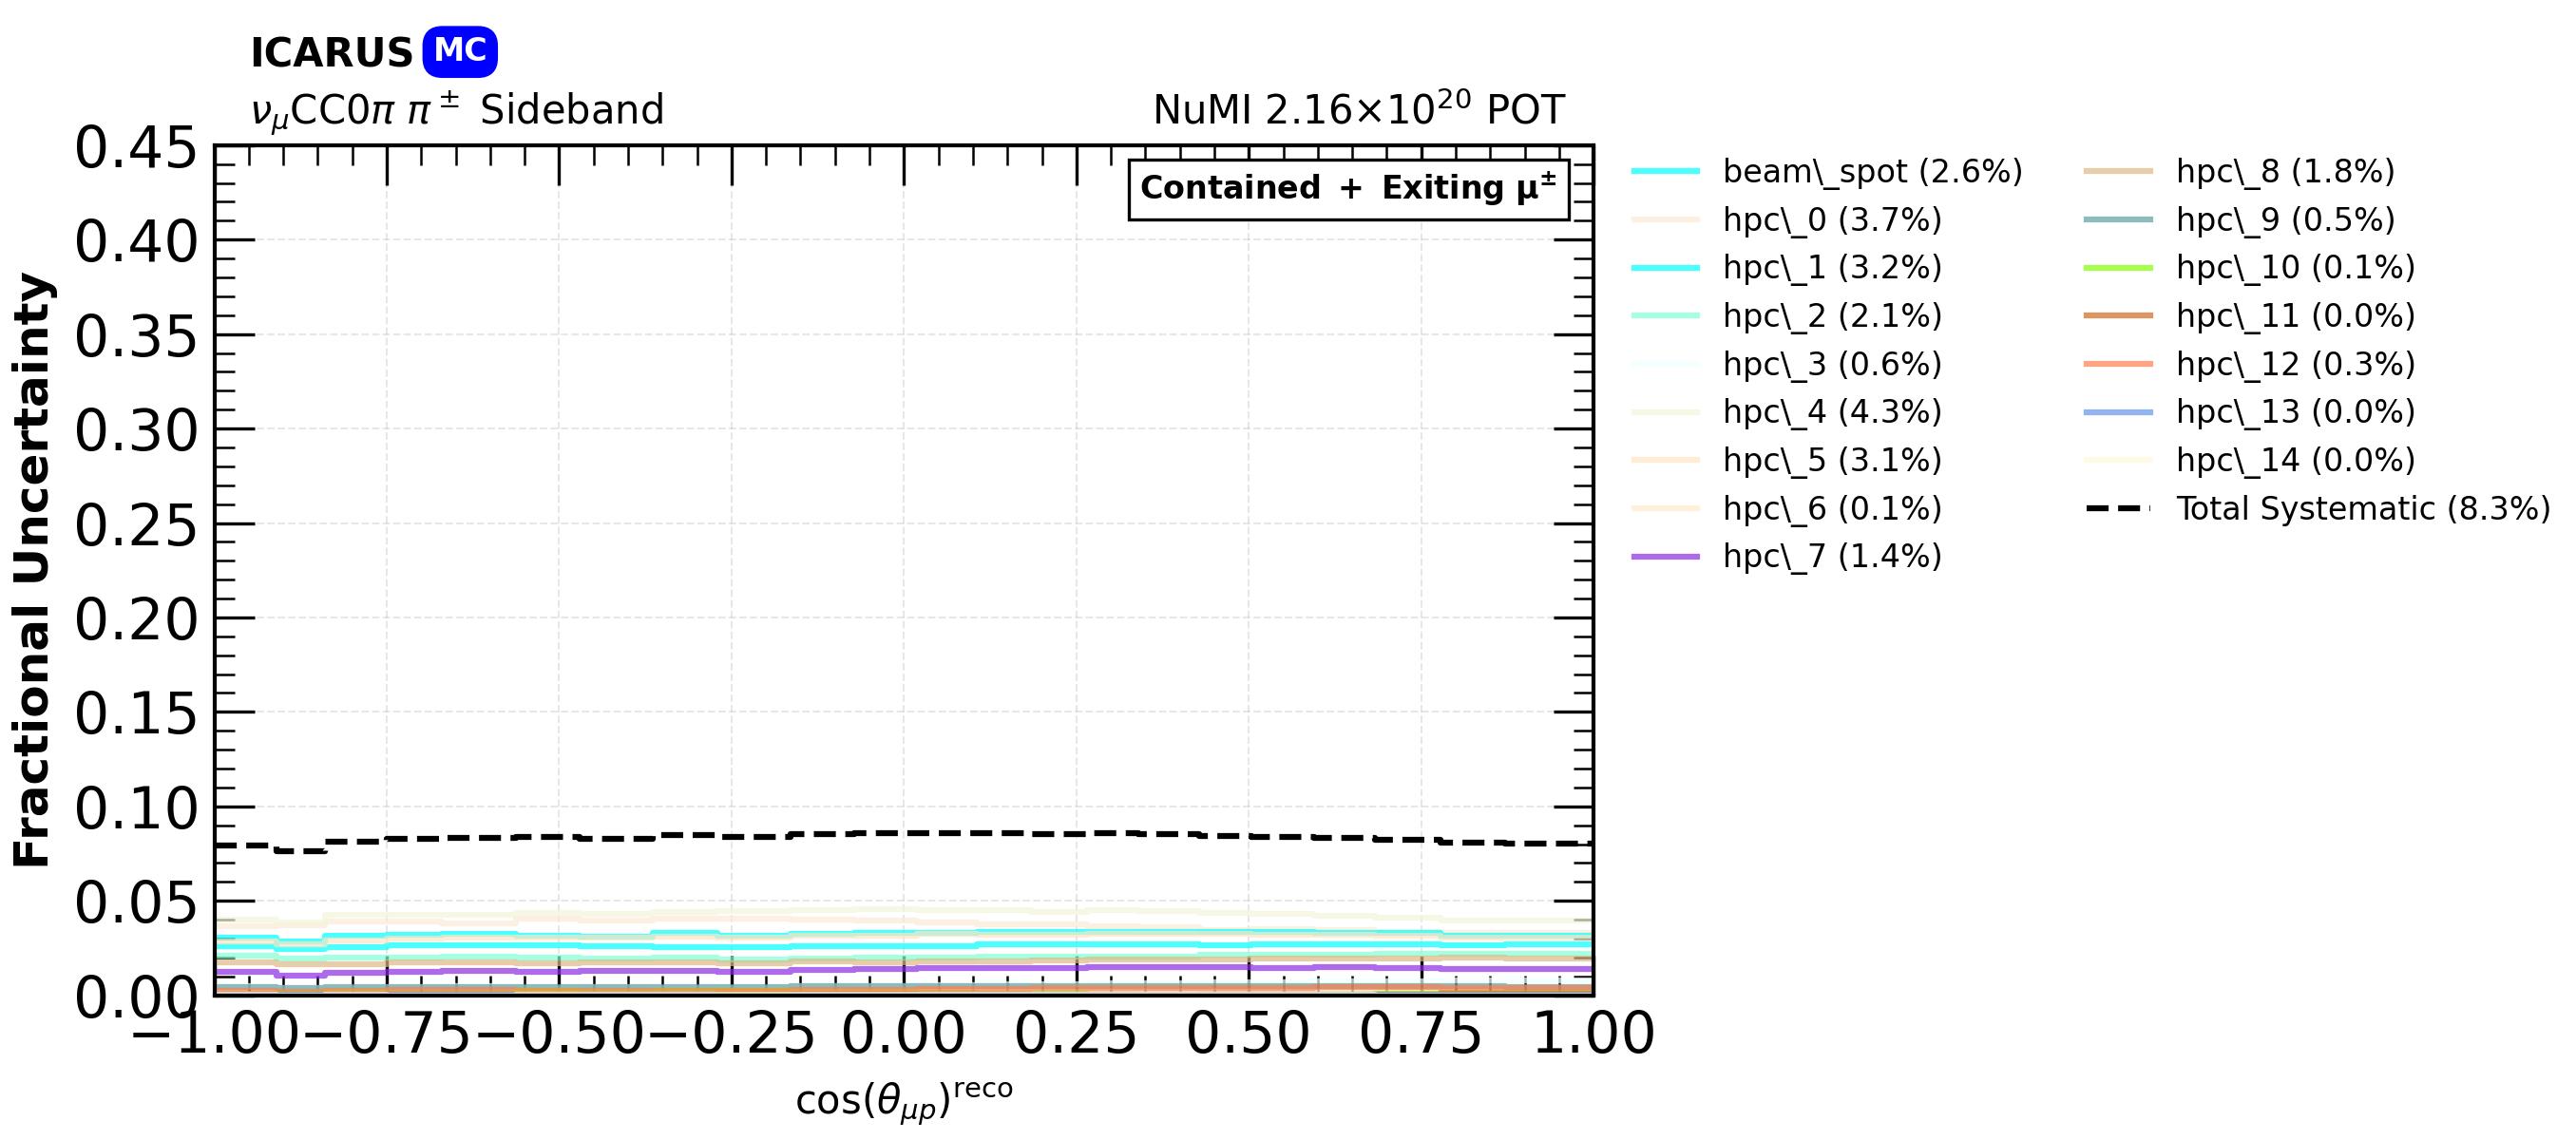 ICARUS MC
νμCC0π π± Sideband
NuMI 2.16×10²⁰ POT
Contained + Exiting μ±
Fractional Uncertainty
0.45
0.40
0.35
0.30
0.25
0.20
0.15
0.10
0.05
0.00
−1.00 −0.75 −0.50 −0.25 0.00 0.25 0.50 0.75 1.00
cos(θμp)reco
beam\_spot (2.6%)
hpc\_0 (3.7%)
hpc\_1 (3.2%)
hpc\_2 (2.1%)
hpc\_3 (0.6%)
hpc\_4 (4.3%)
hpc\_5 (3.1%)
hpc\_6 (0.1%)
hpc\_7 (1.4%)
hpc\_8 (1.8%)
hpc\_9 (0.5%)
hpc\_10 (0.1%)
hpc\_11 (0.0%)
hpc\_12 (0.3%)
hpc\_13 (0.0%)
hpc\_14 (0.0%)
Total Systematic (8.3%)